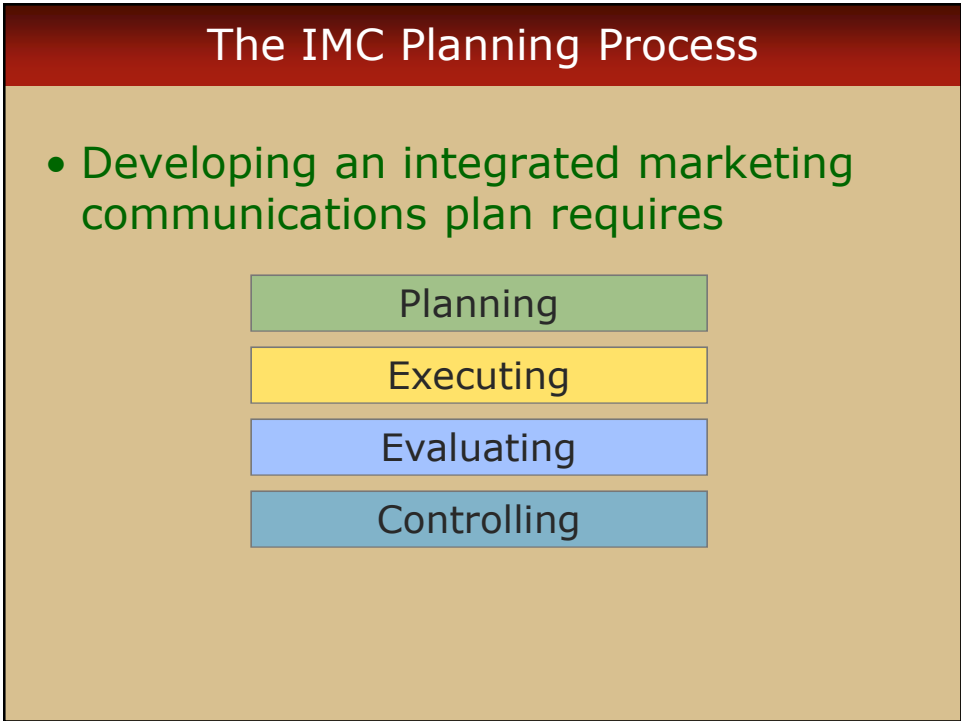 The IMC Planning Process
• Developing an integrated marketing
communications plan requires
Planning
Executing
Evaluating
Controlling